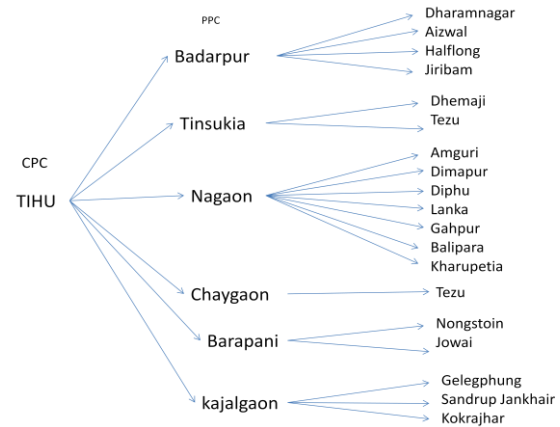 PPC
CPC
TIHU
Badarpur
Dharamnagar
Aizwal
Halflong
Jiribam
Tinsukia
Dhemaji
Tezu
Nagaon
Amguri
Dimapur
Diphu
Lanka
Gahpur
Balipara
Kharupetia
Chaygaon
Tezu
Barapani
Nongstoin
Jowai
kajalgaon
Gelegphung
Sandrup Jankhair
Kokrajhar